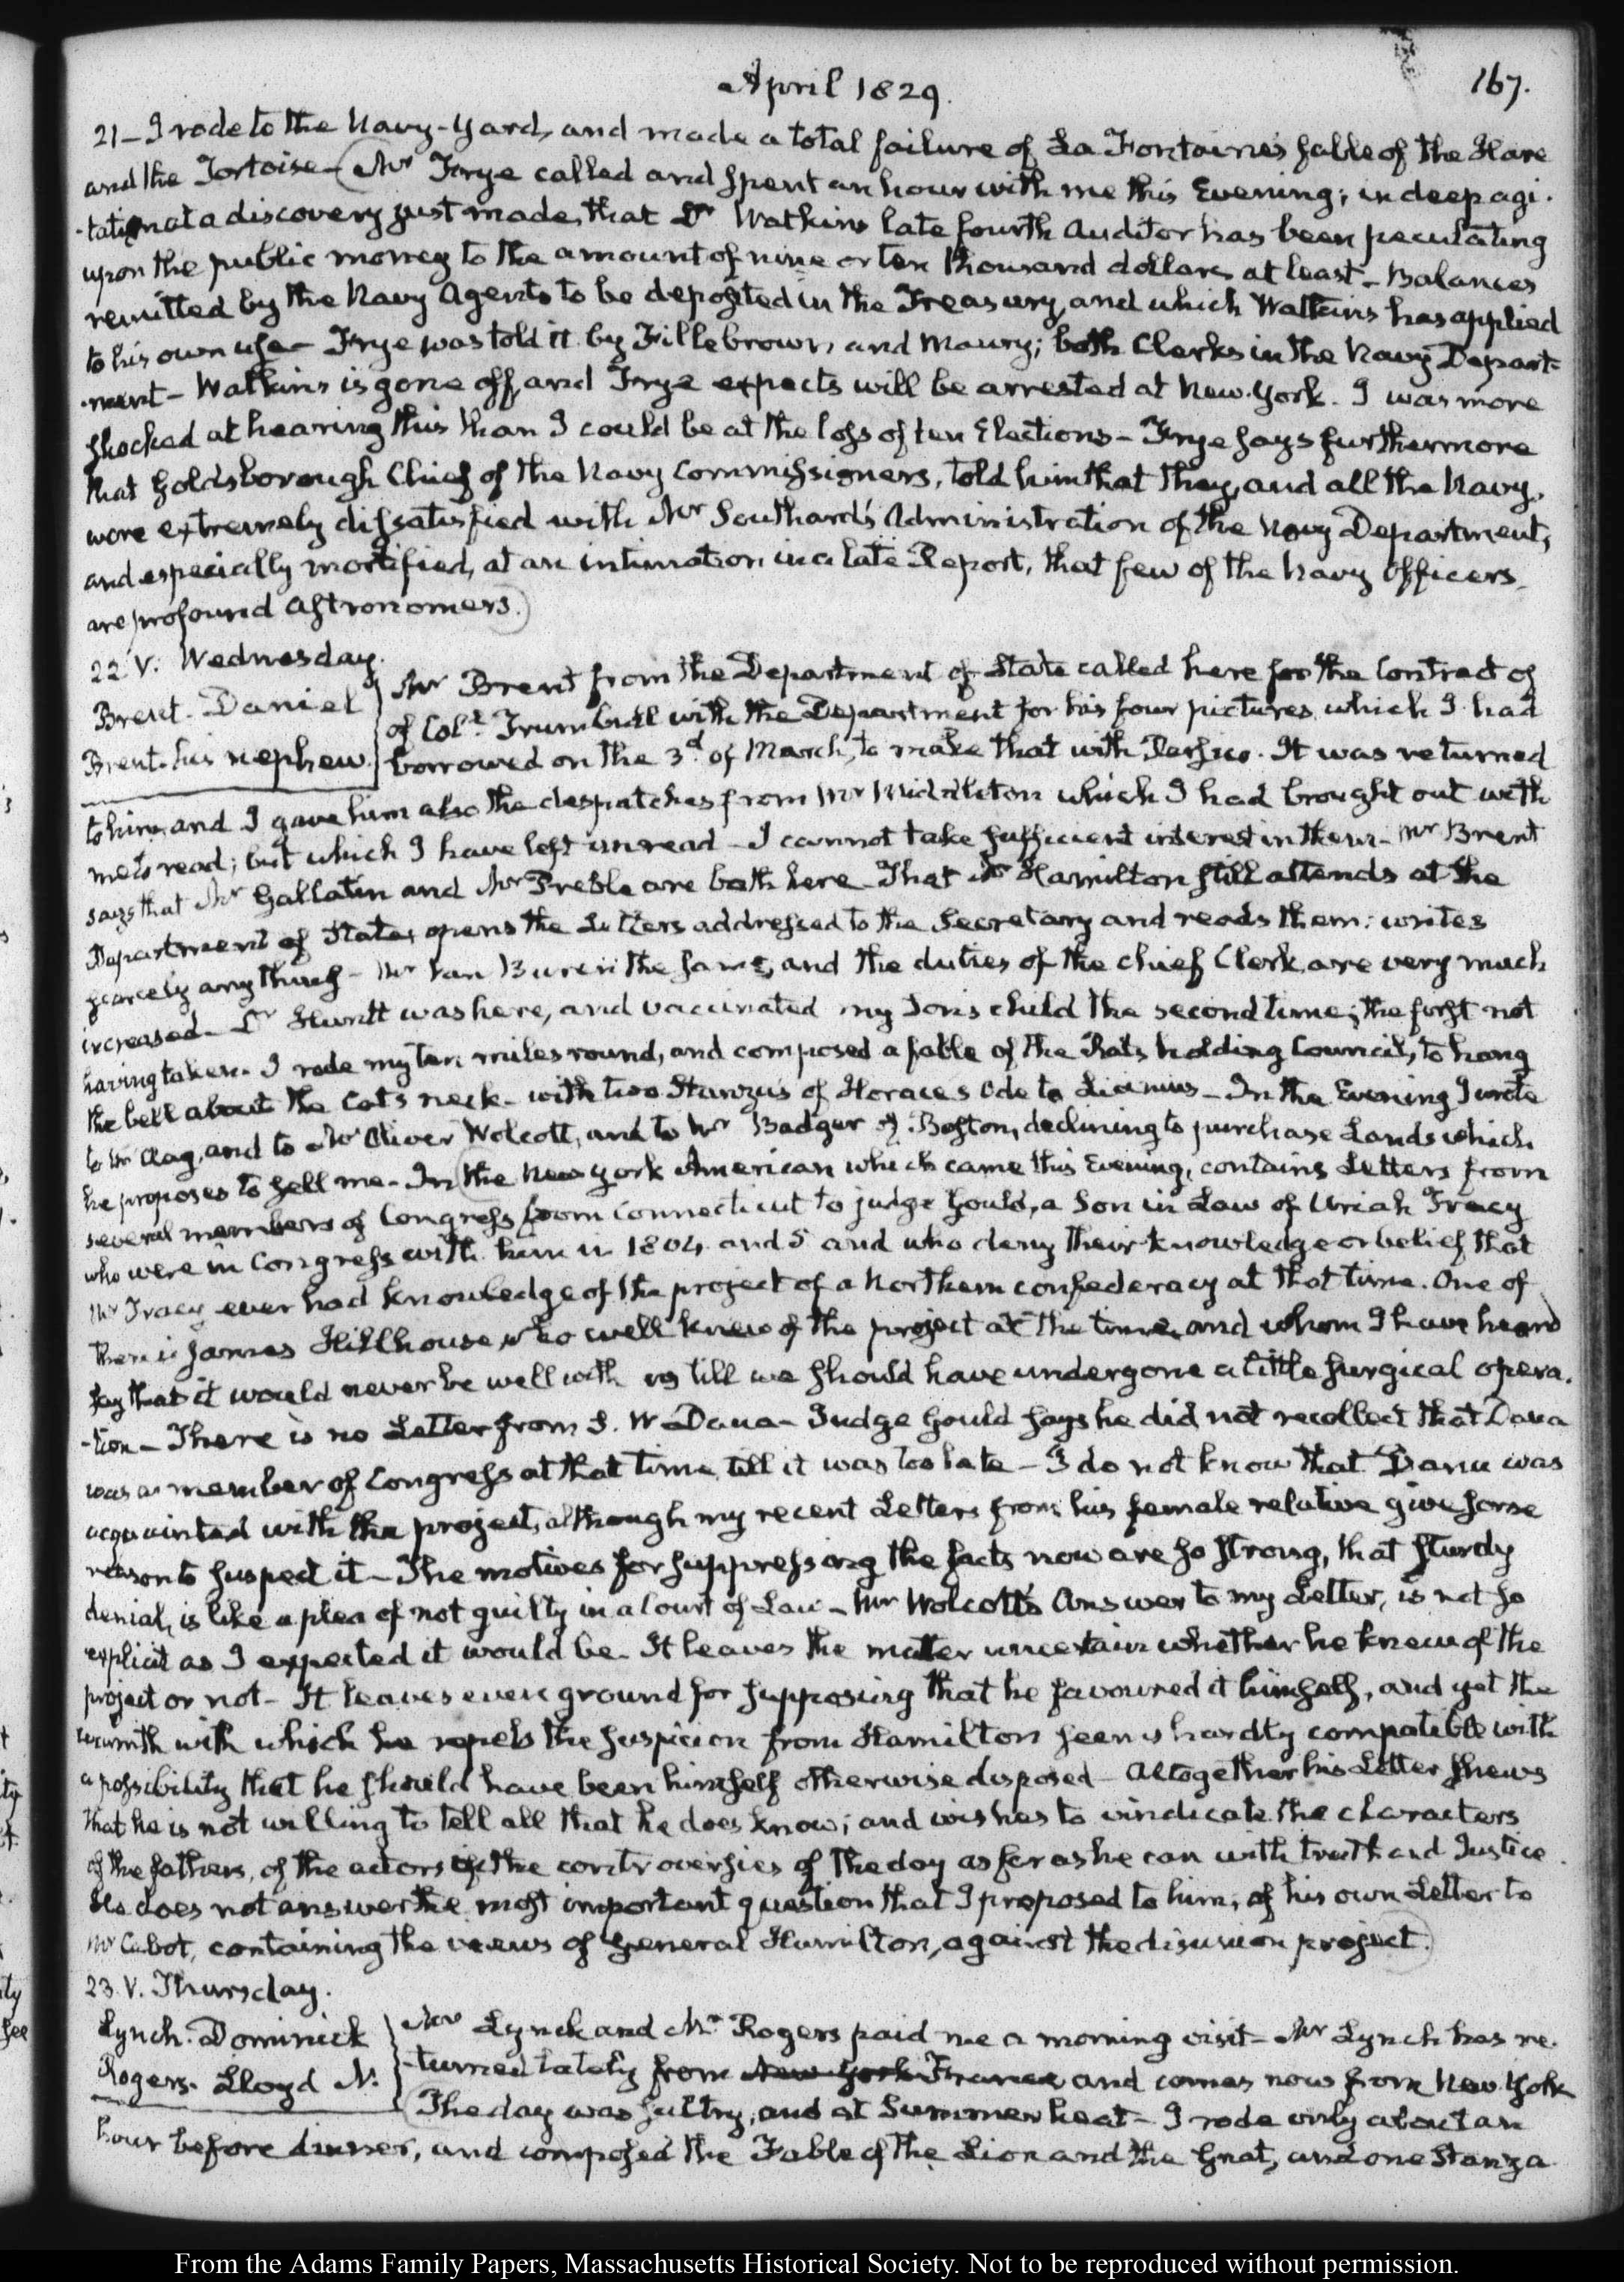 April 1829.
167.
21 - I rode to the Navy-Yard, and made a total failure of La Fontaine's fable of the Hare
and the Tortoise - (Mr Frye called and spent an hour with me this Evening; in deep agi-
-tation at a discovery just made, that Dr Watkins late fourth Auditor has been peculating
upon the public money to the amount of nine or ten thousand dollars at least - Balances
remitted by the Navy Agents to be deposited in the Treasury, and which Watkins has applied
to his own use - Frye was told it by Fillebrown, and Maury; both Clerks in the Navy Depart-
-ment - Watkins is gone off, and Frye expects will be arrested at New-York. I was more
shocked at hearing this than I could be at the loss of ten Elections - Frye says furthermore
that Goldsborough Chief of the Navy Commissioners, told him that they, and all the Navy,
were extremely dissatisfied with Mr Southard's Administration of the Navy Department,
and especially mortified, at an intimation in a late Report, that few of the Navy Officers
are profound Astronomers.)
22 V. Wednesday.
Brent. Daniel
Brent. his nephew.
Mr Brent from the Department of State called here for the Contract of
of Col.l Trumbull with the Department for his four pictures, which I had
borrowed on the 3d of March, to make that with Persico. It was returned
to him, and I gave him also the despatches from Mr Middleton which I had brought out with
me to read; but which I have left unread - I cannot take sufficient interest in them - Mr Brent
says that Mr Gallatin and Mr Preble are both here - That Mr Hamilton still attends at the
Department of State, opens the Letters addressed to the Secretary and reads them: writes
scarcely any thing - Mr Van Buren the same, and the duties of the chief Clerk, are very much
increased - Dr Huntt was here, and vaccinated my Son's child the second time; the first not
having taken. I rode my ten miles round, and composed a fable of the Rats holding Council, to hang
the bell about the Cat's neck - with two Stanza's of Horace's Ode to Licinius - In the Evening I wrote
to Mr Clay, and to Mr Oliver Wolcott, and to Mr Badger of Boston, declining to purchase Lands which
he proposes to sell me - In (the New York American which came this Evening, contains Letters from
several members of Congress from Connecticut to judge Gould, a Son in Law of Uriah Tracy
who were in Congress with him in 1804 and 5 and who deny their knowledge or belief that
Mr Tracy ever had knowledge of the project of a Northern confederacy at that time. One of
them is James Hillhouse, who well knew of the project at the time, and whom I have heard
say that it would never be well with us till we should have undergone a little surgical opera-
-tion - There is no Letter from S. W. Dana - Judge Gould says he did not recollect that Dana
was a member of Congress at that time till it was too late - I do not know that Dana was
acquainted with the project, although my recent Letters from his female relative give some
reason to suspect it - The motives for suppressing the facts now are so strong, that sturdy
denial, is like a plea of not guilty in a Court of Law - Mr Wolcott's Answer to my Letter, is not so
explicit as I expected it would be. It leaves the matter uncertain whether he knew of the
project or not - It leaves even ground for supposing that he favoured it himself, and yet the
warmth with which he repels the suspicion from Hamilton seems hardly compatible with
a possibility that he should have been himself otherwise disposed - Altogether his Letter shews
that he is not willing to tell all that he does know; and wishes to vindicate the characters
of the fathers, of the actors of the controversies of the day as far as he can with truth and Justice.
He does not answer the most important question that I proposed to him, of his own Letter to
Mr Cabot, containing the views of General Hamilton, against the disunion project.)
23. V. Thursday.
Lynch. Dominick
Rogers. Lloyd N.
Mr Lynch and Mr Rogers paid me a morning visit - Mr Lynch has re-
-turned lately from New York France and comes now from New-York
(The day was sultry, and at Summer heat - I rode only about an
hour before dinner, and composed the Fable of the Lion and the Gnat, and one Stanza
From the Adams Family Papers, Massachusetts Historical Society. Not to be reproduced without permission.